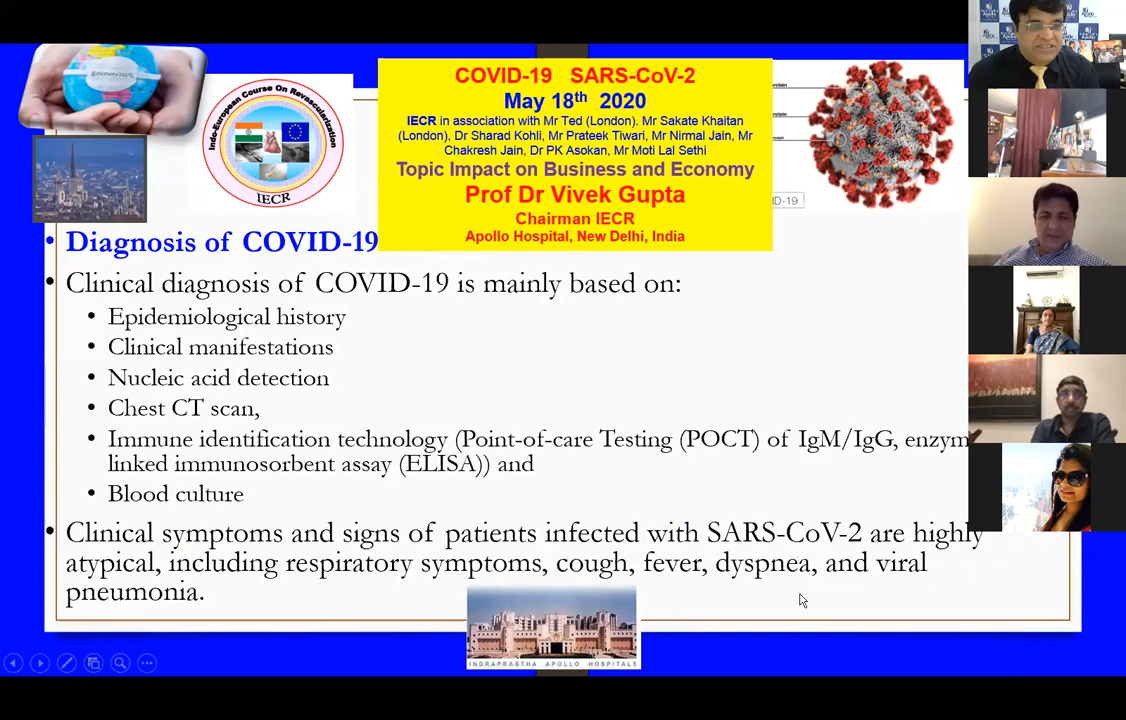 COVID-19 SARS-CoV-2
May 18th 2020
IECR in association with Mr Ted (London). Mr Sakate Khaitan
(London), Dr Sharad Kohli, Mr Prateek Tiwari, Mr Nirmal Jain, Mr
Chakresh Jain, Dr PK Asokan, Mr Moti Lal Sethi
Topic Impact on Business and Economy
Prof Dr Vivek Gupta
Chairman IECR
Apollo Hospital, New Delhi, India
Indo-European Course On Revascularization
IECR
• Diagnosis of COVID-19
• Clinical diagnosis of COVID-19 is mainly based on:
• Epidemiological history
• Clinical manifestations
• Nucleic acid detection
• Chest CT scan,
• Immune identification technology (Point-of-care Testing (POCT) of IgM/IgG, enzym
linked immunosorbent assay (ELISA)) and
• Blood culture
• Clinical symptoms and signs of patients infected with SARS-CoV-2 are highly
atypical, including respiratory symptoms, cough, fever, dyspnea, and viral
pneumonia.
INDRAPRASTHA APOLLO HOSPITALS